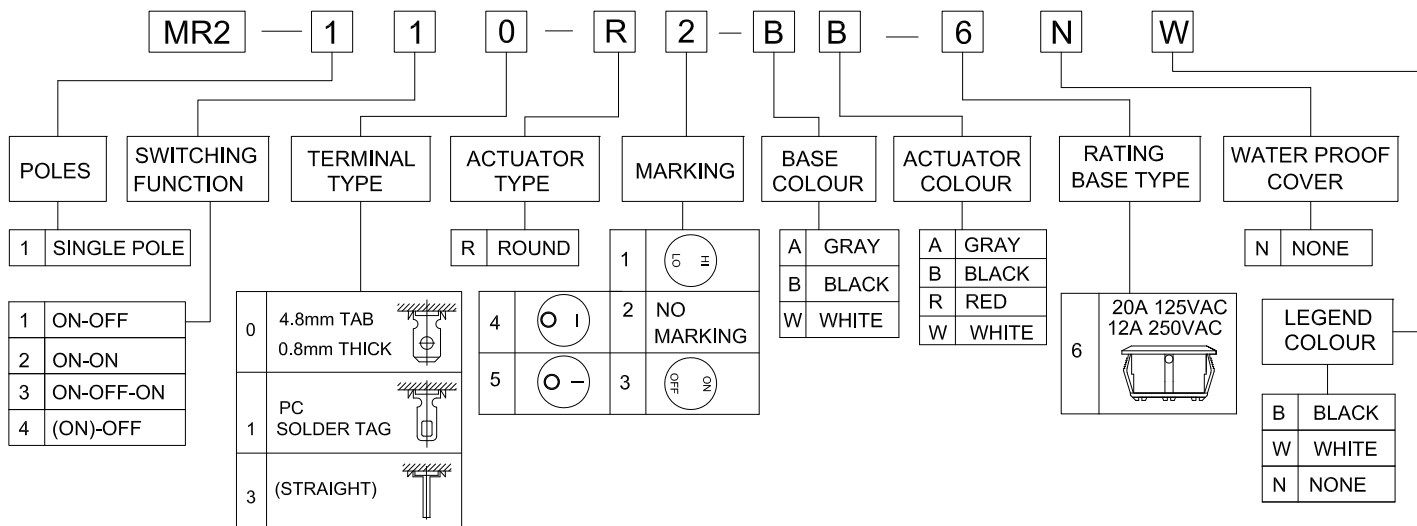 MR2 — 1 1 0 — R 2 — B B — 6 N W
POLES
1 SINGLE POLE
SWITCHING
FUNCTION
1 ON-OFF
2 ON-ON
3 ON-OFF-ON
4 (ON)-OFF
TERMINAL
TYPE
0 4.8mm TAB
0.8mm THICK
1 PC
SOLDER TAG
3 (STRAIGHT)
ACTUATOR
TYPE
R ROUND
MARKING
1 LO HI
2 NO
MARKING
3 OFF ON
4 O I
5 O I
BASE
COLOUR
A GRAY
B BLACK
W WHITE
ACTUATOR
COLOUR
A GRAY
B BLACK
R RED
W WHITE
RATING
BASE TYPE
6 20A 125VAC
12A 250VAC
WATER PROOF
COVER
N NONE
LEGEND
COLOUR
B BLACK
W WHITE
N NONE